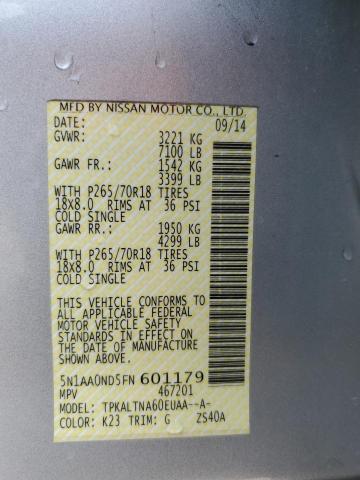 MFD BY NISSAN MOTOR CO., LTD.
DATE: 09/14
GVWR: 3221 KG
7100 LB
GAWR FR.: 1542 KG
3399 LB
WITH P265/70R18 TIRES
18X8.0 RIMS AT 36 PSI
COLD SINGLE
GAWR RR.: 1950 KG
4299 LB
WITH P265/70R18 TIRES
18X8.0 RIMS AT 36 PSI
COLD SINGLE
THIS VEHICLE CONFORMS TO
ALL APPLICABLE FEDERAL
MOTOR VEHICLE SAFETY
STANDARDS IN EFFECT ON
THE DATE OF MANUFACTURE
SHOWN ABOVE.
5N1AA0ND5FN 601179
MPV 467201
MODEL: TPKALTNA60EUAA--A-
COLOR: K23 TRIM: G ZS40A